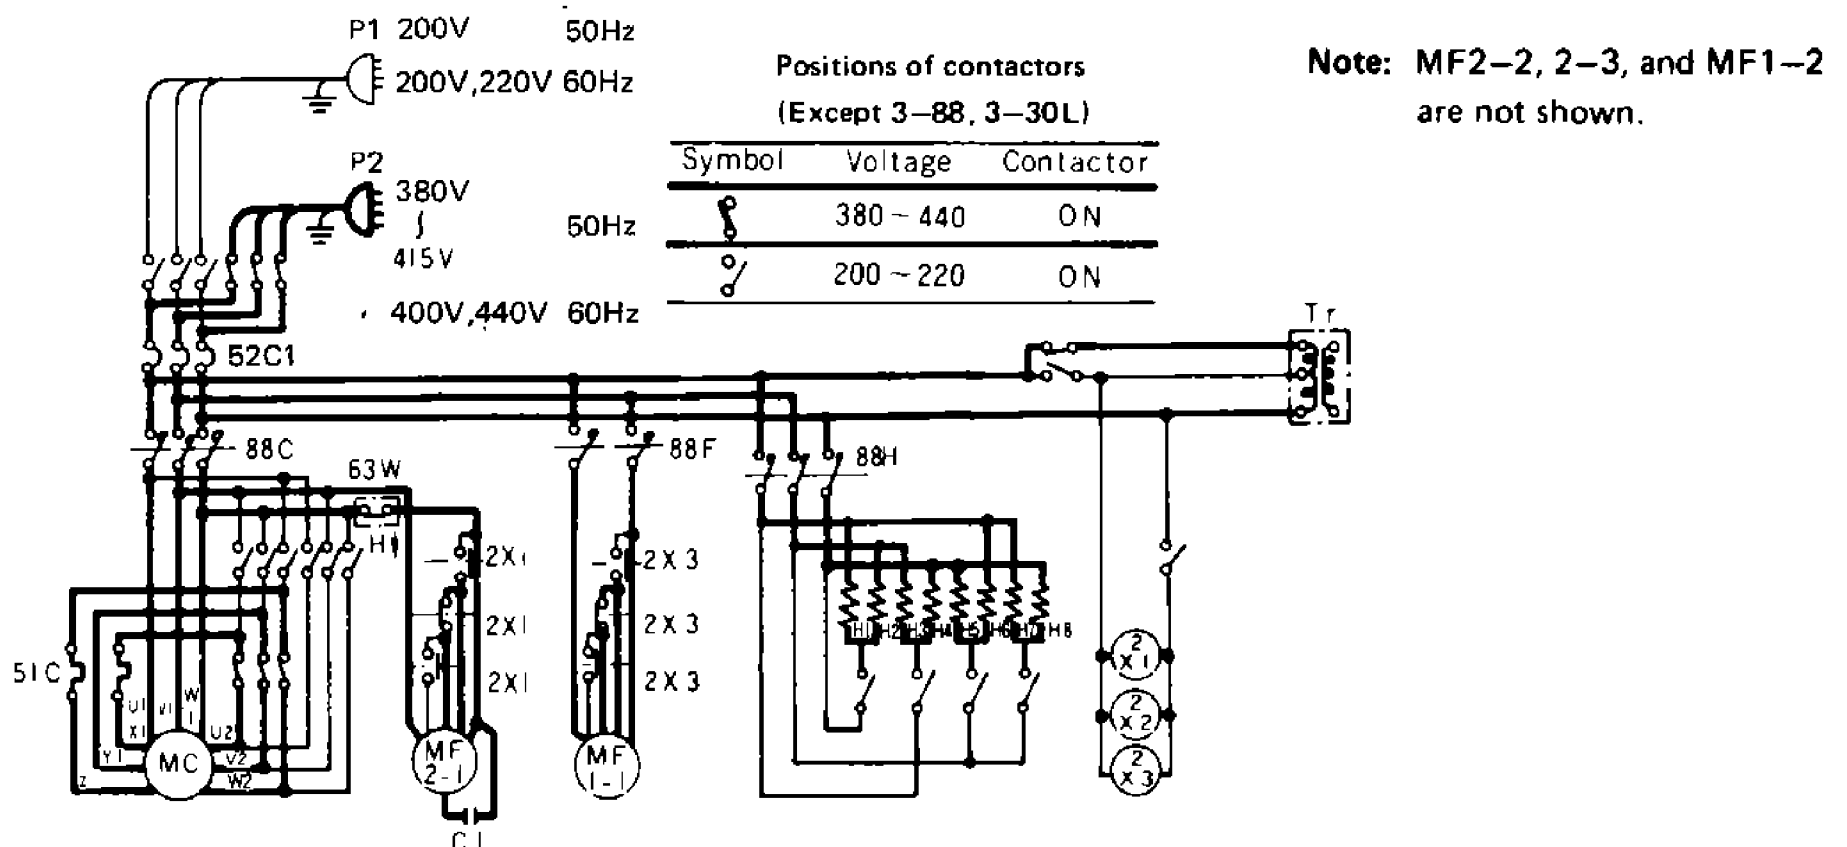 P1 200V 50Hz
200V,220V 60Hz
P2
380V
~
415V 50Hz
400V,440V 60Hz
Positions of contactors
(Except 3–88, 3–30L)
Symbol Voltage Contactor
380 ~ 440 ON
200 ~ 220 ON
Note: MF2–2, 2–3, and MF1–2
are not shown.
Tr
52C1
88C
63W
88F
88H
H
2X1
2X1
2X1
2X3
2X3
2X3
H1 H2 H3 H4 H5 H6 H7 H8
51C
U1 V1 W1
X1 U2
Y1 V2
Z W2
MC
MF
2-1
MF
1-1
C1
2
X1
2
X2
2
X3